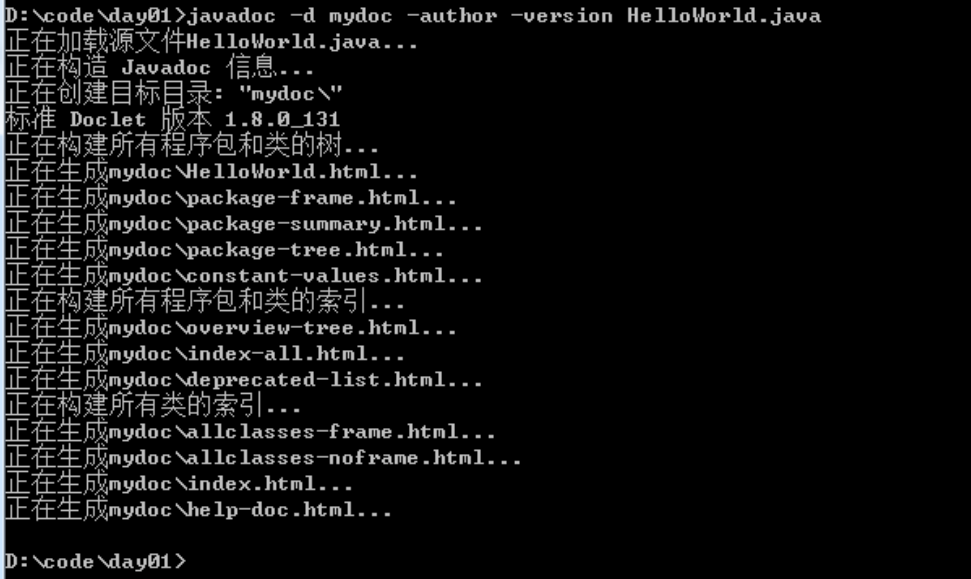 D:\code\day01>javadoc -d mydoc -author -version HelloWorld.java
正在加载源文件HelloWorld.java...
正在构造 Javadoc 信息...
正在创建目标目录: "mydoc\"
标准 Doclet 版本 1.8.0_131
正在构建所有程序包和类的树...
正在生成mydoc\HelloWorld.html...
正在生成mydoc\package-frame.html...
正在生成mydoc\package-summary.html...
正在生成mydoc\package-tree.html...
正在生成mydoc\constant-values.html...
正在构建所有程序包和类的索引...
正在生成mydoc\overview-tree.html...
正在生成mydoc\index-all.html...
正在生成mydoc\deprecated-list.html...
正在构建所有类的索引...
正在生成mydoc\allclasses-frame.html...
正在生成mydoc\allclasses-noframe.html...
正在生成mydoc\index.html...
正在生成mydoc\help-doc.html...
D:\code\day01>